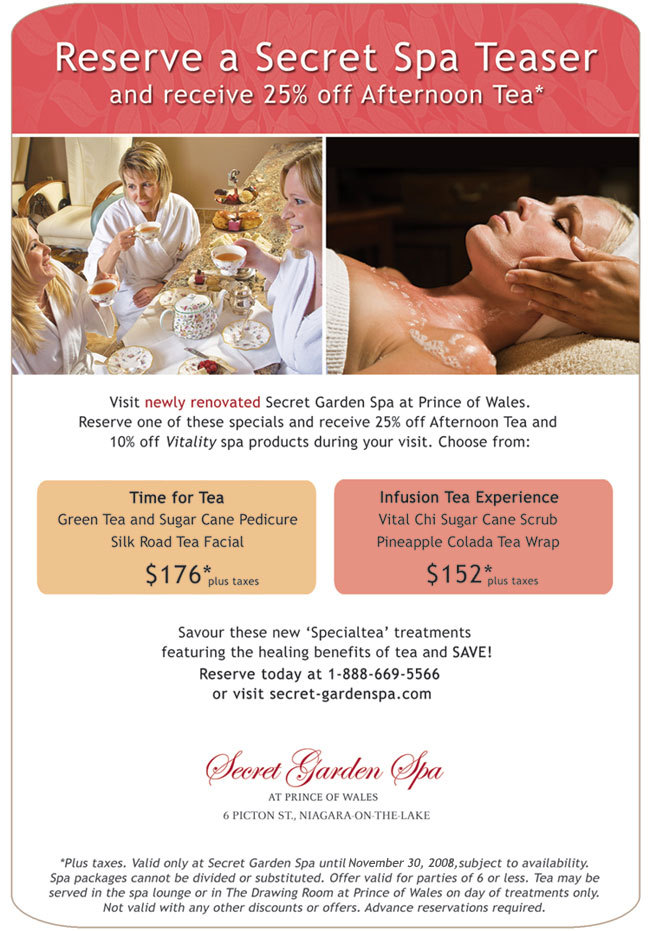 Reserve a Secret Spa Teaser
and receive 25% off Afternoon Tea*
Visit newly renovated Secret Garden Spa at Prince of Wales.
Reserve one of these specials and receive 25% off Afternoon Tea and
10% off Vitality spa products during your visit. Choose from:
Time for Tea
Green Tea and Sugar Cane Pedicure
Silk Road Tea Facial
$176* plus taxes
Infusion Tea Experience
Vital Chi Sugar Cane Scrub
Pineapple Colada Tea Wrap
$152* plus taxes
Savour these new ‘Specialtea’ treatments
featuring the healing benefits of tea and SAVE!
Reserve today at 1-888-669-5566
or visit secret-gardenspa.com
Secret Garden Spa
AT PRINCE OF WALES
6 PICTON ST., NIAGARA-ON-THE-LAKE
*Plus taxes. Valid only at Secret Garden Spa until November 30, 2008,subject to availability.
Spa packages cannot be divided or substituted. Offer valid for parties of 6 or less. Tea may be
served in the spa lounge or in The Drawing Room at Prince of Wales on day of treatments only.
Not valid with any other discounts or offers. Advance reservations required.